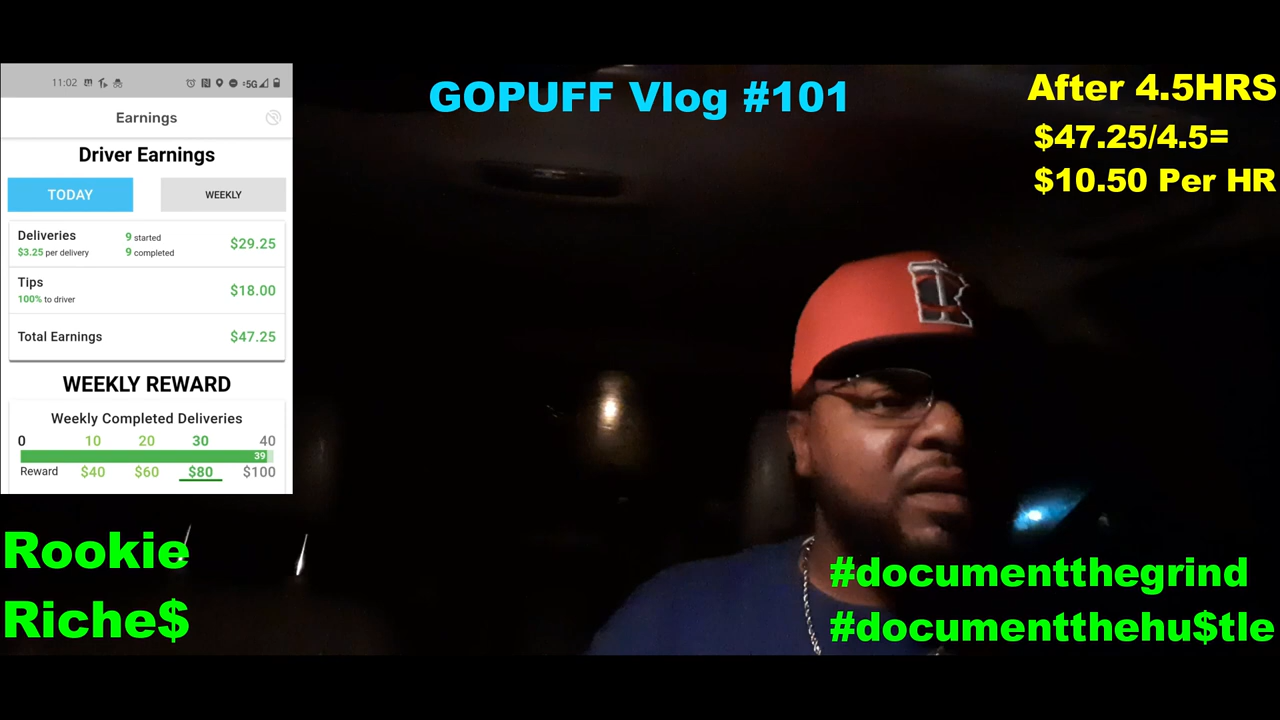 11:02
5G
Earnings
Driver Earnings
TODAY
WEEKLY
Deliveries
9 started
$29.25
$3.25 per delivery
9 completed
Tips
$18.00
100% to driver
Total Earnings
$47.25
WEEKLY REWARD
Weekly Completed Deliveries
0 10 20 30 40
39
Reward $40 $60 $80 $100
GOPUFF Vlog #101
After 4.5HRS
$47.25/4.5=
$10.50 Per HR
Rookie
Riche$
#documentthegrind
#documentthehu$tle